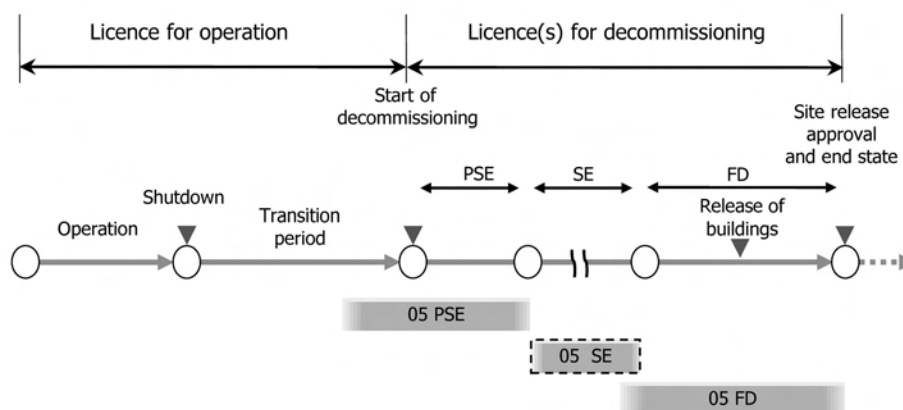 Licence for operation
Licence(s) for decommissioning
Start of
decommissioning
Site release
approval
and end state
PSE
SE
FD
Shutdown
Operation
Transition
period
Release of
buildings
05 PSE
05 SE
05 FD